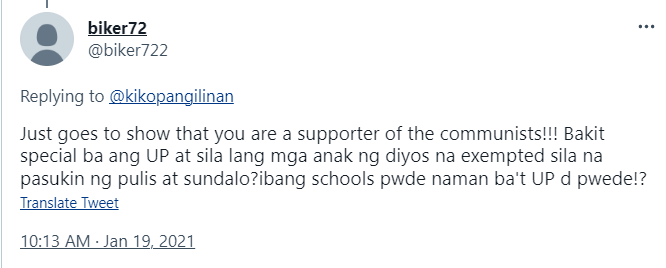 biker72
@biker722
Replying to @kikopangilinan
Just goes to show that you are a supporter of the communists!!! Bakit
special ba ang UP at sila lang mga anak ng diyos na exempted sila na
pasukin ng pulis at sundalo?ibang schools pwde naman ba't UP d pwede!?
Translate Tweet
10:13 AM · Jan 19, 2021